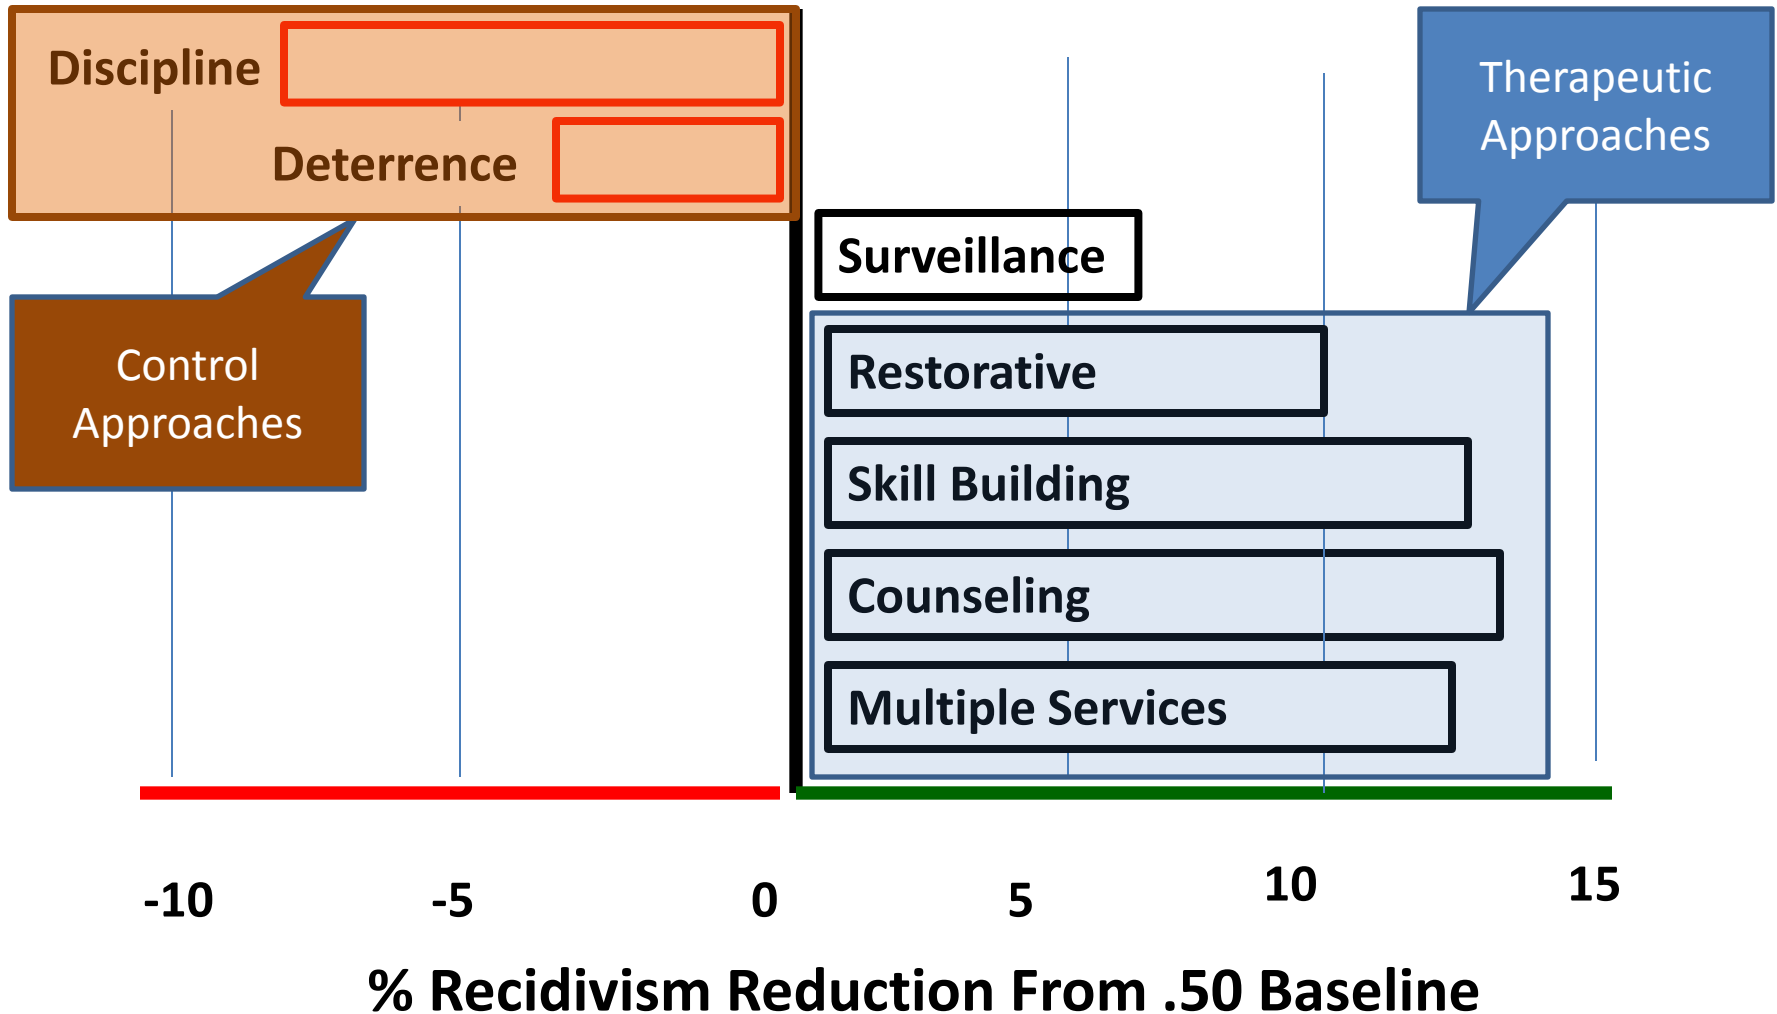 Discipline
Deterrence
Therapeutic
Approaches
Surveillance
Control
Approaches
Restorative
Skill Building
Counseling
Multiple Services
-10 -5 0 5 10 15
% Recidivism Reduction From .50 Baseline